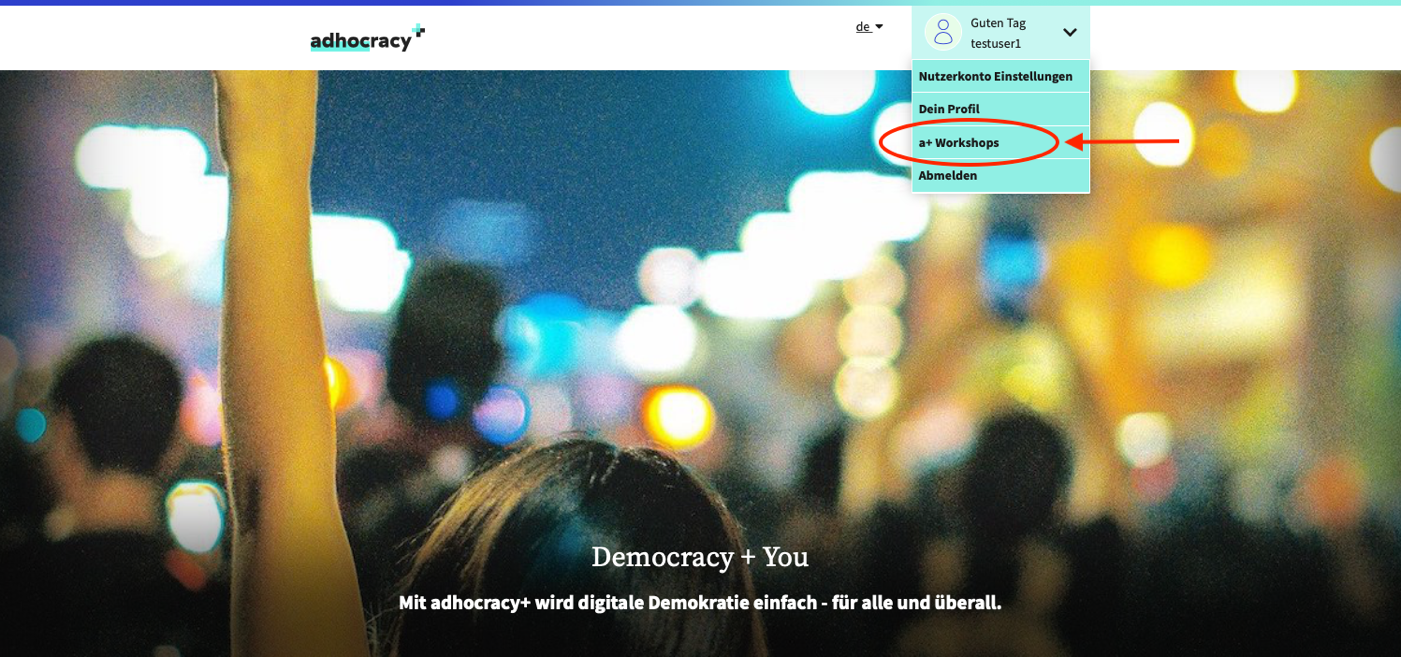 adhocracy+
de
Guten Tag
testuser1
Nutzerkonto Einstellungen
Dein Profil
a+ Workshops
Abmelden
Democracy + You
Mit adhocracy+ wird digitale Demokratie einfach - für alle und überall.